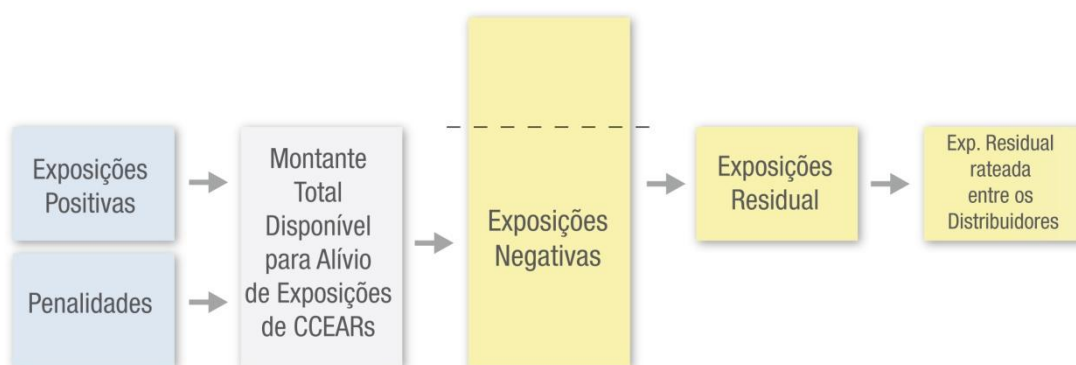 Exposições
Positivas
Penalidades
Montante
Total
Disponível
para Alívio
de Exposições
de CCEARs
Exposições
Negativas
Exposições
Residual
Exp. Residual
rateada
entre os
Distribuidores